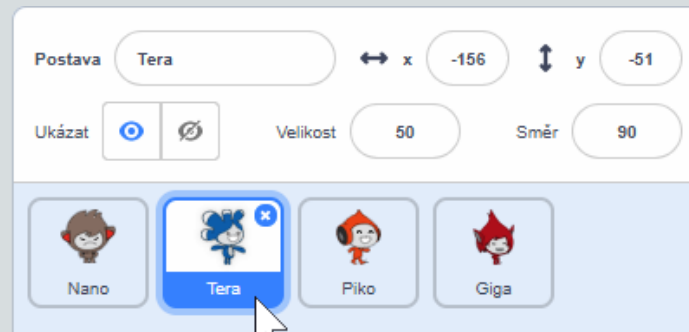 Postava Tera x -156 y -51
Ukázat Velikost 50 Směr 90
Nano Tera Piko Giga